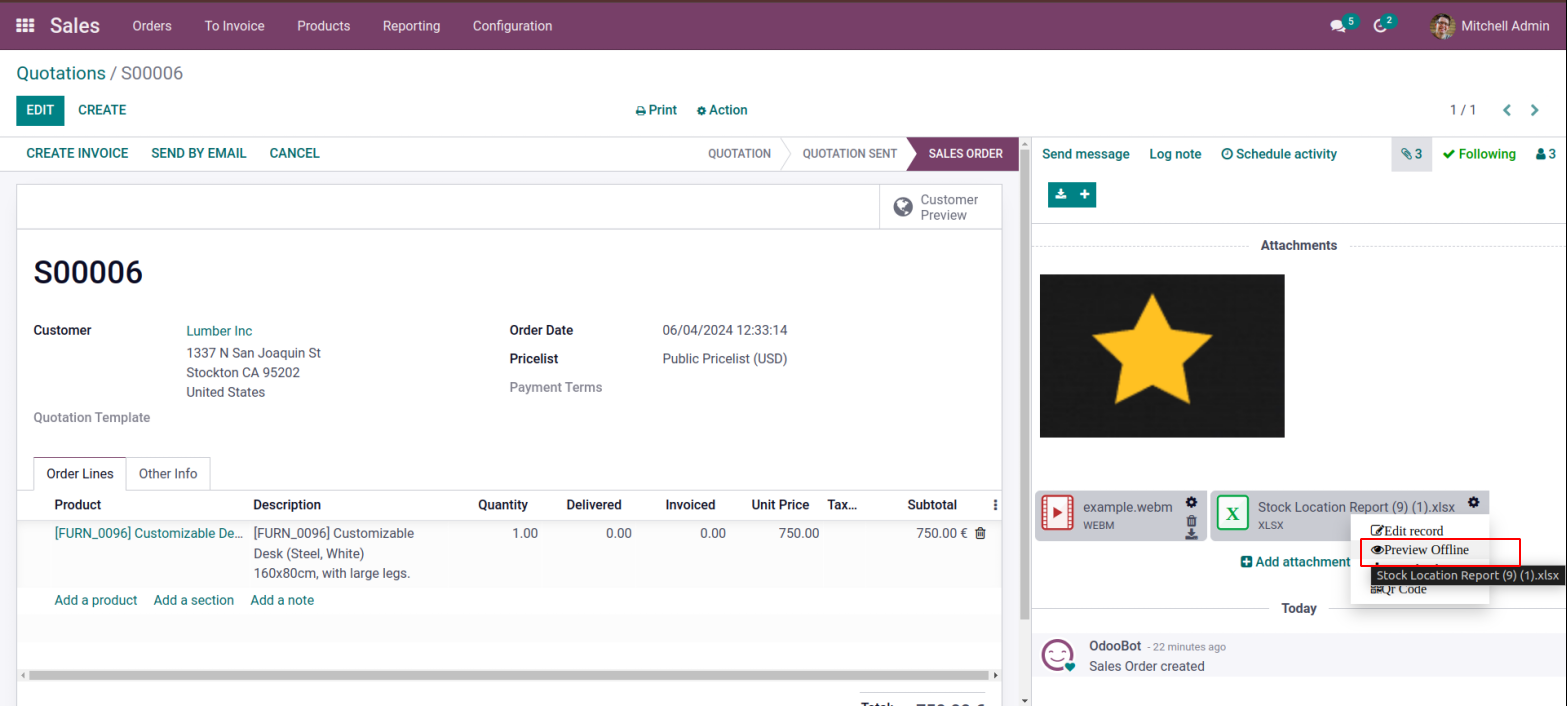 Sales Orders To Invoice Products Reporting Configuration 5 2 Mitchell Admin
Quotations / S00006
EDIT CREATE Print Action 1 / 1
CREATE INVOICE SEND BY EMAIL CANCEL QUOTATION QUOTATION SENT SALES ORDER
Send message Log note Schedule activity 3 Following 3
Customer
Preview
Attachments
S00006
Customer Lumber Inc
1337 N San Joaquin St
Stockton CA 95202
United States
Order Date 06/04/2024 12:33:14
Pricelist Public Pricelist (USD)
Payment Terms
Quotation Template
Order Lines Other Info
Product Description Quantity Delivered Invoiced Unit Price Tax... Subtotal
[FURN_0096] Customizable De... [FURN_0096] Customizable 1.00 0.00 0.00 750.00 750.00 €
Desk (Steel, White)
160x80cm, with large legs.
Add a product Add a section Add a note
example.webm
WEBM
X
Stock Location Report (9) (1).xlsx
XLSX
Edit record
Preview Offline
Add attachment
Stock Location Report (9) (1).xlsx
Qr Code
Today
OdooBot - 22 minutes ago
Sales Order created